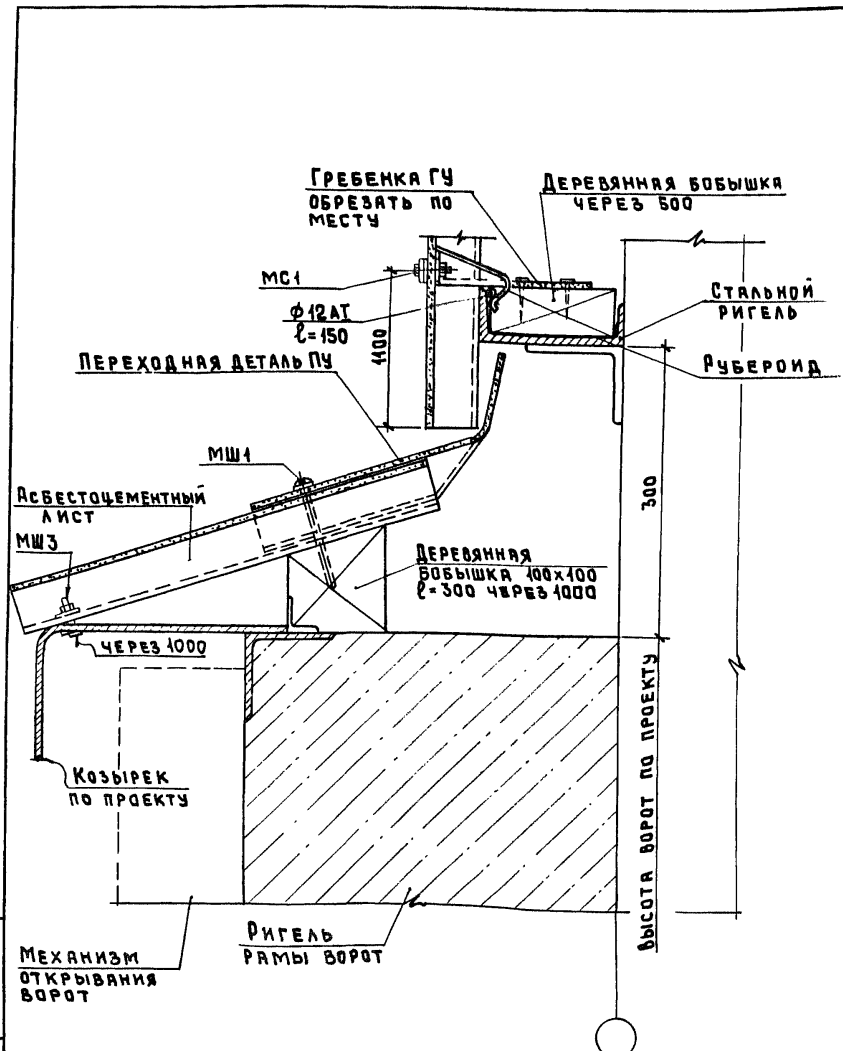 Гребенка ГУ
обрезать по
месту
Деревянная бобышка
через 500
МС1
Ф12АI
ℓ=150
Стальной
ригель
1100
Переходная деталь ПУ
Рубероид
МШ1
300
Асбестоцементный
лист
МШ3
Деревянная
бобышка 100х100
ℓ=300 через 1000
через 1000
Козырек
по проекту
Высота ворот по проекту
Ригель
рамы ворот
Механизм
открывания
ворот